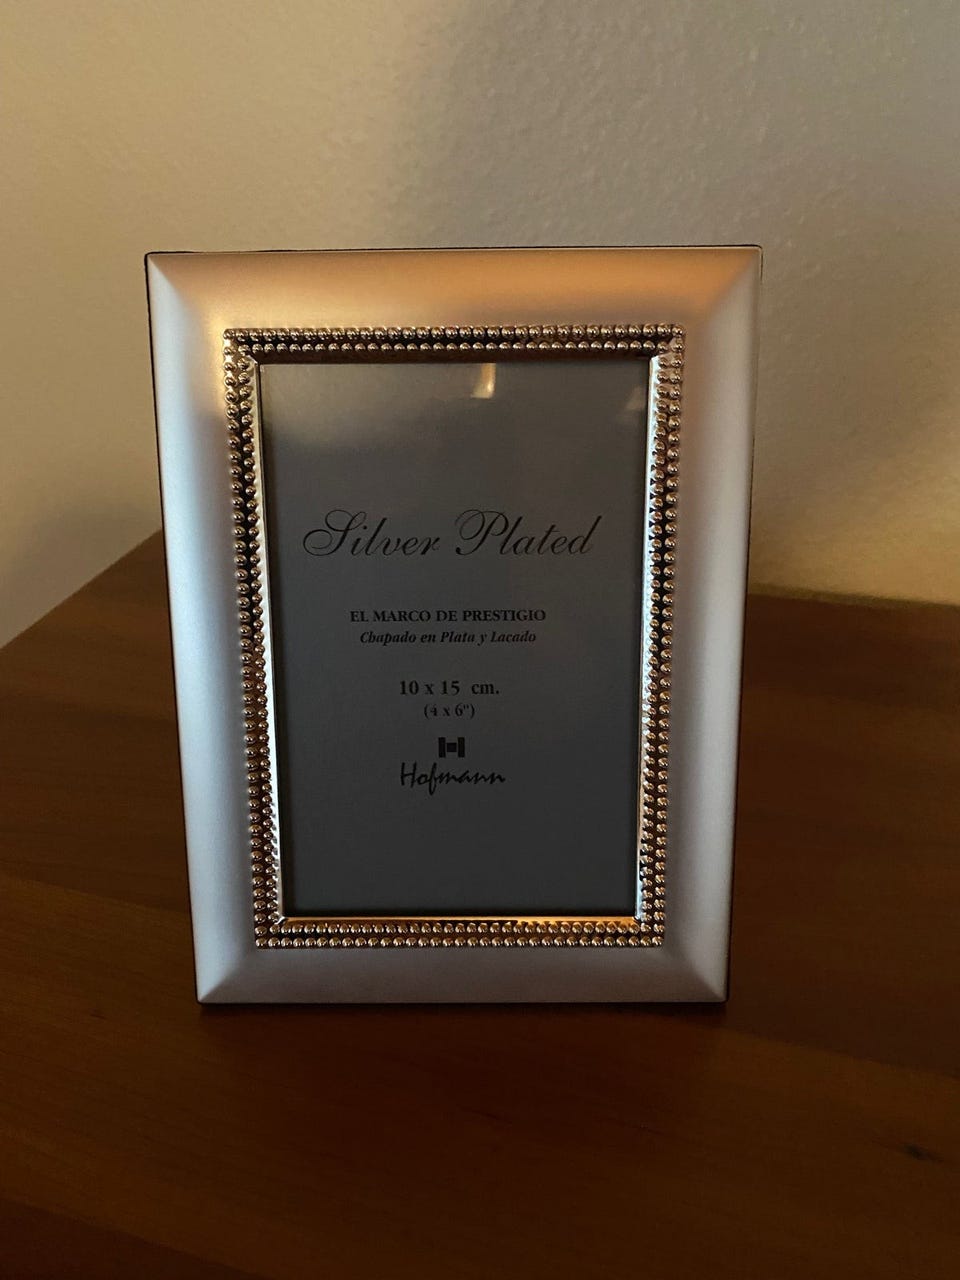 Silver Plated
EL MARCO DE PRESTIGIO
Chapado en Plata y Lacado
10 x 15 cm.
(4 x 6")
Hofmann